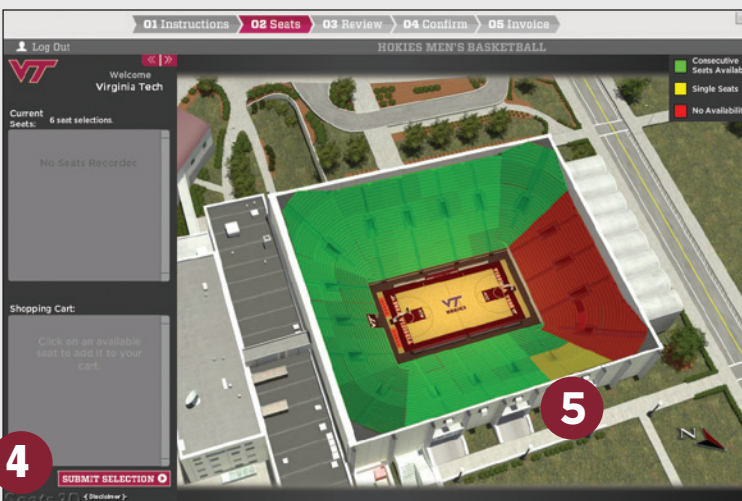 01 Instructions
02 Seats
03 Review
04 Confirm
05 Invoice
Log Out
HOKIES MEN'S BASKETBALL
VT
Welcome
Virginia Tech
Consecutive
Seats Availab
Single Seats
No Availabilit
Current
Seats: 6 seat selections.
No Seats Recorded
Shopping Cart:
Click on an available
seat to add it to your
cart.
VT
HOKIES
N
5
4
SUBMIT SELECTION
Seats3D
‹Disclaimer›